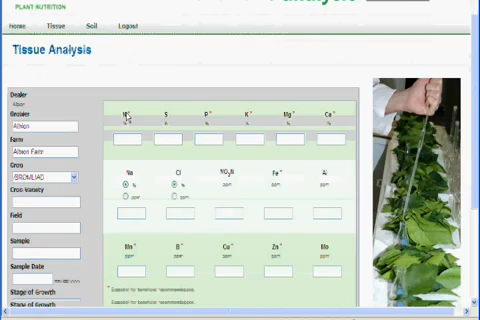 PLANT NUTRITION
Home Tissue Soil Logout
Tissue Analysis
Dealer
Grower
Albion
Farm
Albion Farm
Crop
Crop Variety
Field
Sample
Sample Date
Stage of Growth
N* S P* K* Mg* Ca*
% % % % % %
Na Cl NO3N Fe* Al
% % ppm ppm ppm
ppm ppm
Mn* B* Cu* Zn* Mo
ppm ppm ppm ppm ppm